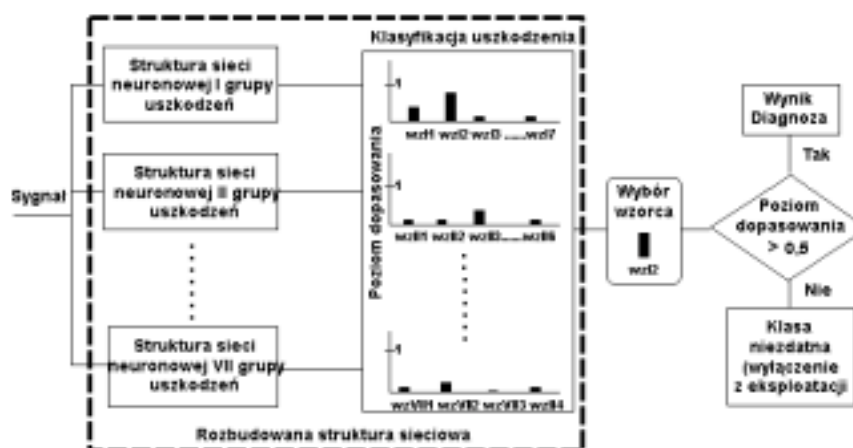 Klasyfikacja uszkodzenia
Struktura sieci
neuronowej I grupy
uszkodzeń
Sygnał
Struktura sieci
neuronowej II grupy
uszkodzeń
Struktura sieci
neuronowej VII grupy
uszkodzeń
Poziom dopasowania
1
wzI1 wzI2 wzI3 ......wzI7
1
wzII1 wzII2 wzII3......wzII6
1
wzVII1 wzVII2 wzVII3
Rozbudowana struktura sieciowa
Wybór
wzorca
wzI2
Wynik
Diagnoza
Tak
Poziom
dopasowania
> 0,5
Nie
Klasa
niezdatna
(wyłączenie
z eksploatacji